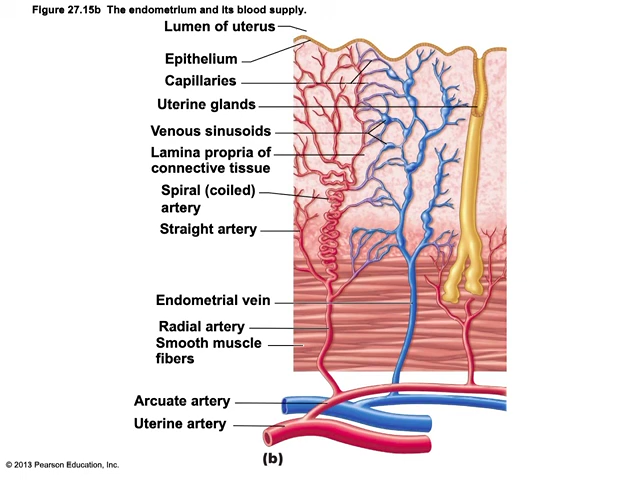 Figure 27.15b  The endometrium and its blood supply.
Lumen of uterus
Epithelium
Capillaries
Uterine glands
Venous sinusoids
Lamina propria of
connective tissue
Spiral (coiled)
artery
Straight artery
Endometrial vein
Radial artery
Smooth muscle
fibers
Arcuate artery
Uterine artery
(b)
© 2013 Pearson Education, Inc.